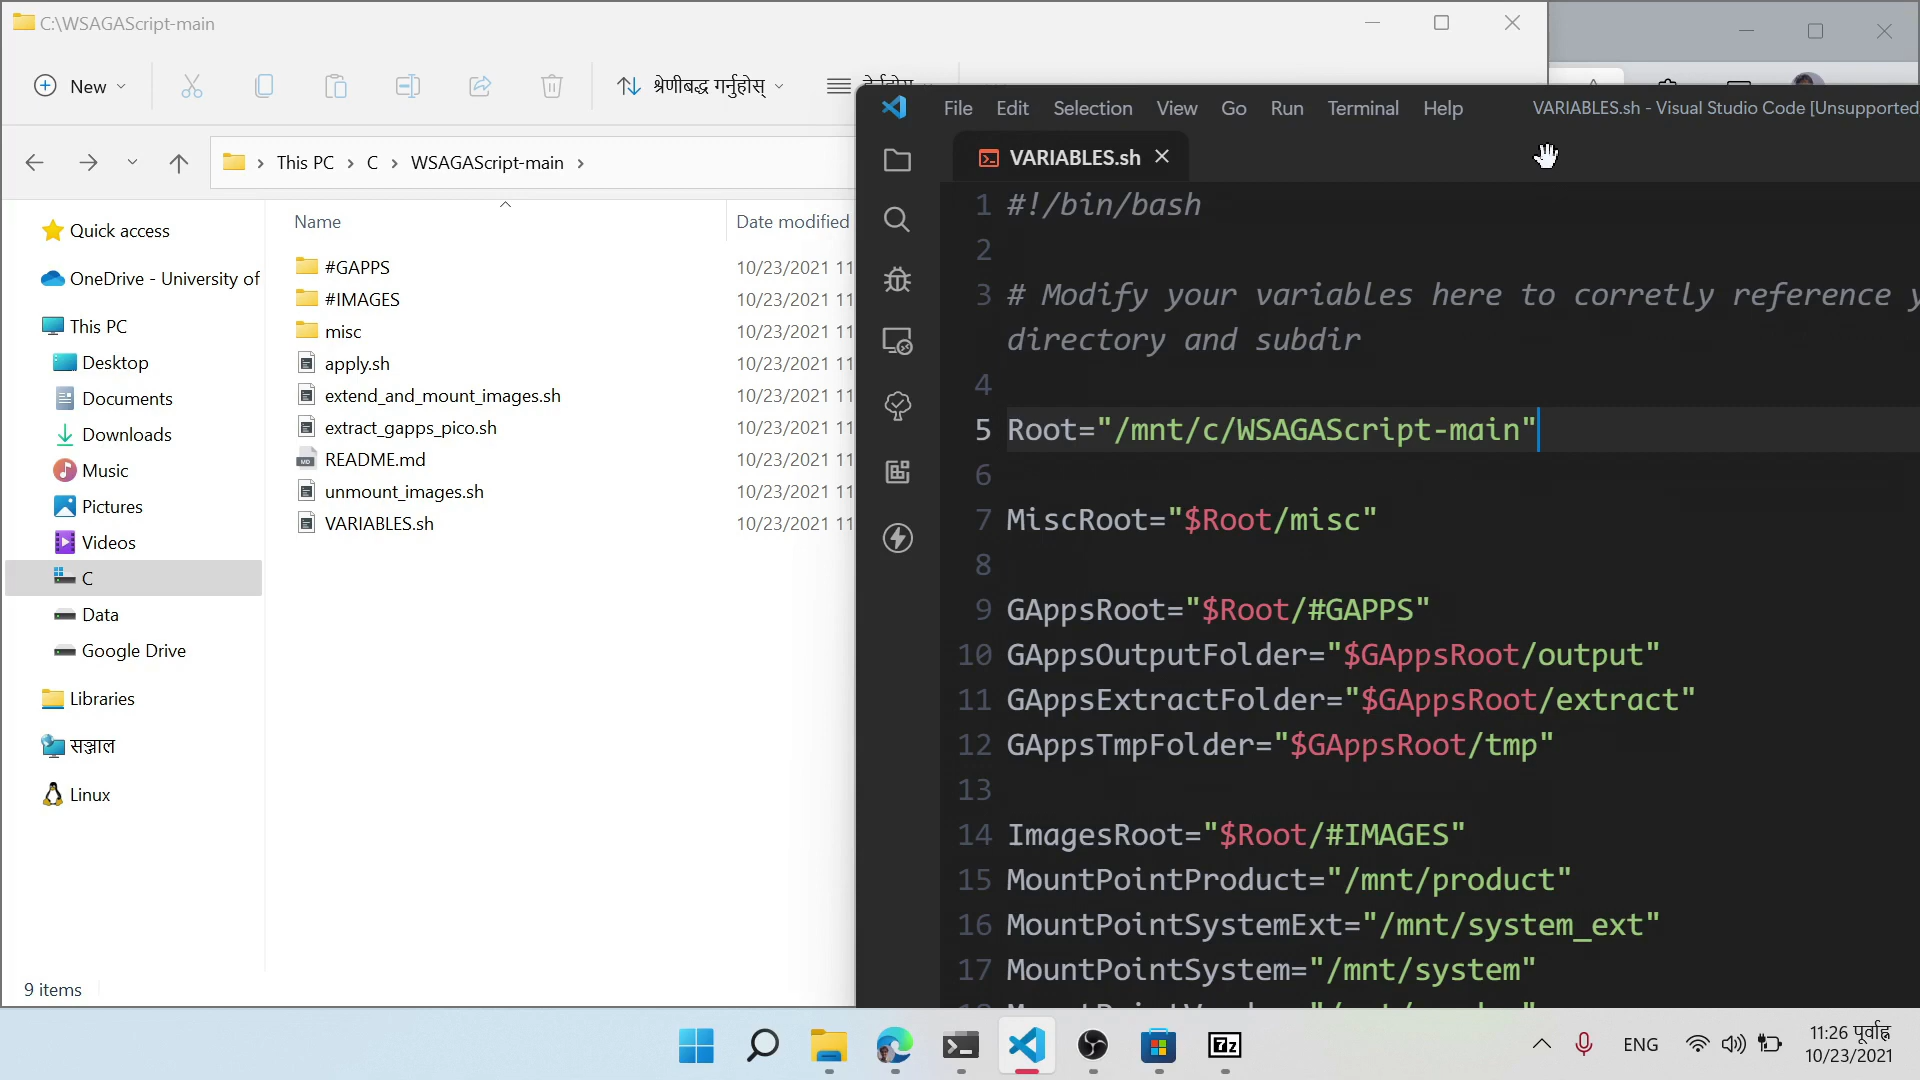 C:\WSAGAScript-main
New
श्रेणीबद्ध गर्नुहोस्
This PC
C
WSAGAScript-main
Quick access
OneDrive - University of
This PC
Desktop
Documents
Downloads
Music
Pictures
Videos
C
Data
Google Drive
Libraries
सञ्जाल
Linux
Name
Date modified
#GAPPS
10/23/2021 11
#IMAGES
10/23/2021 11
misc
10/23/2021 11
apply.sh
10/23/2021 11
extend_and_mount_images.sh
10/23/2021 11
extract_gapps_pico.sh
10/23/2021 11
README.md
10/23/2021 11
unmount_images.sh
10/23/2021 11
VARIABLES.sh
10/23/2021 11
9 items
File Edit Selection View Go Run Terminal Help
VARIABLES.sh - Visual Studio Code [Unsupported
VARIABLES.sh
1 #!/bin/bash
2
3 # Modify your variables here to corretly reference y
directory and subdir
4
5 Root="/mnt/c/WSAGAScript-main"
6
7 MiscRoot="$Root/misc"
8
9 GAppsRoot="$Root/#GAPPS"
10 GAppsOutputFolder="$GAppsRoot/output"
11 GAppsExtractFolder="$GAppsRoot/extract"
12 GAppsTmpFolder="$GAppsRoot/tmp"
13
14 ImagesRoot="$Root/#IMAGES"
15 MountPointProduct="/mnt/product"
16 MountPointSystemExt="/mnt/system_ext"
17 MountPointSystem="/mnt/system"
7z
ENG
11:26 पूर्वाह्न
10/23/2021